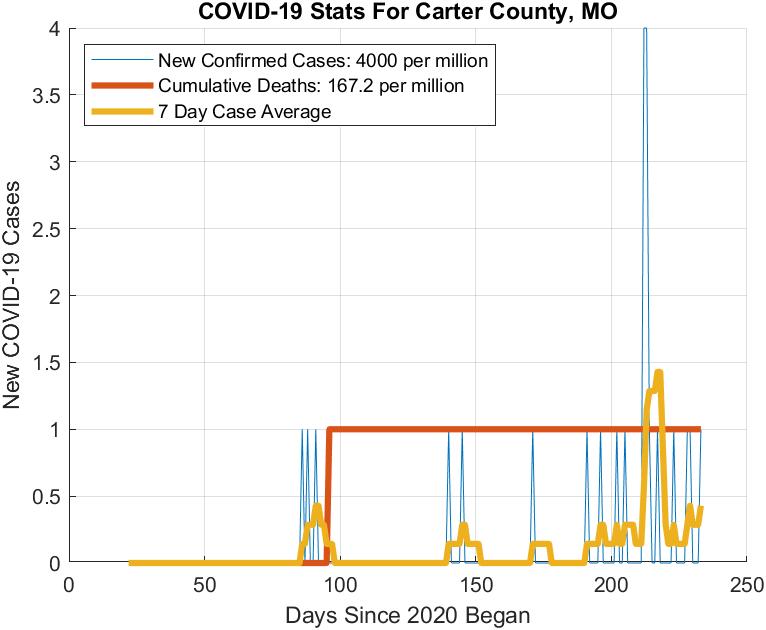 COVID-19 Stats For Carter County, MO
New Confirmed Cases: 4000 per million
Cumulative Deaths: 167.2 per million
7 Day Case Average
New COVID-19 Cases
4
3.5
3
2.5
2
1.5
1
0.5
0
0 50 100 150 200 250
Days Since 2020 Began